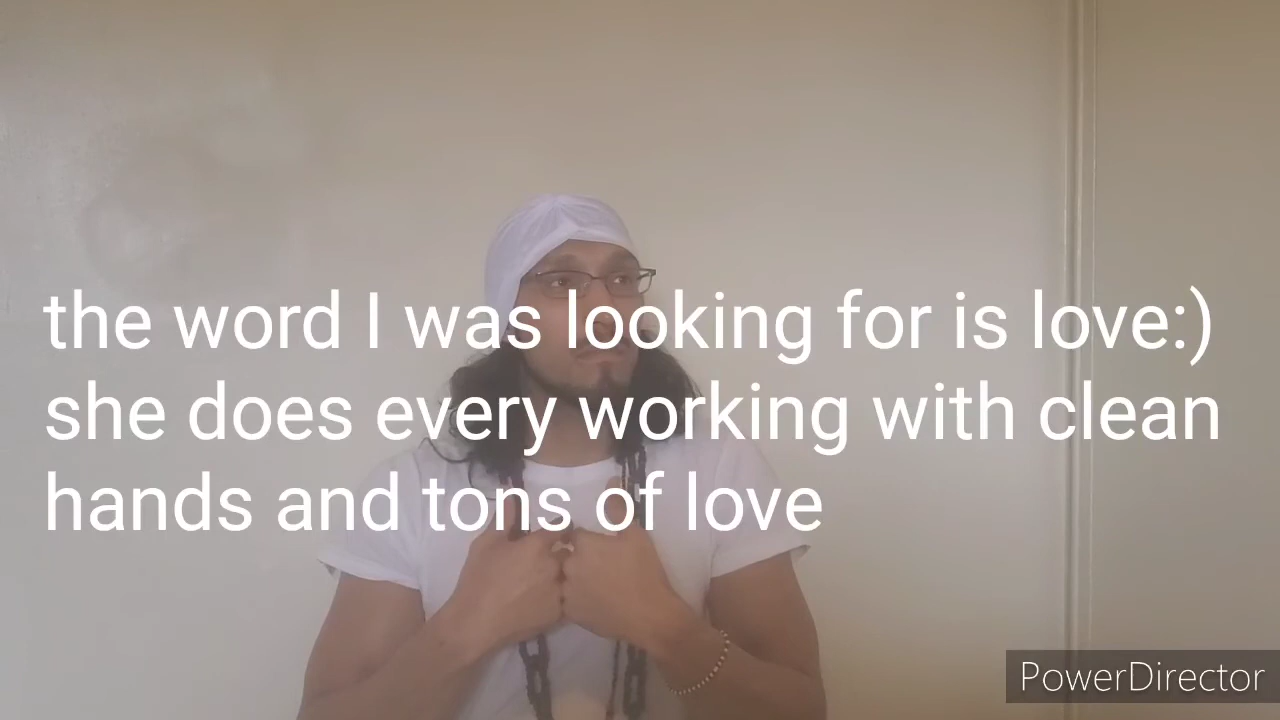 the word I was looking for is love:)
she does every working with clean
hands and tons of love
PowerDirector